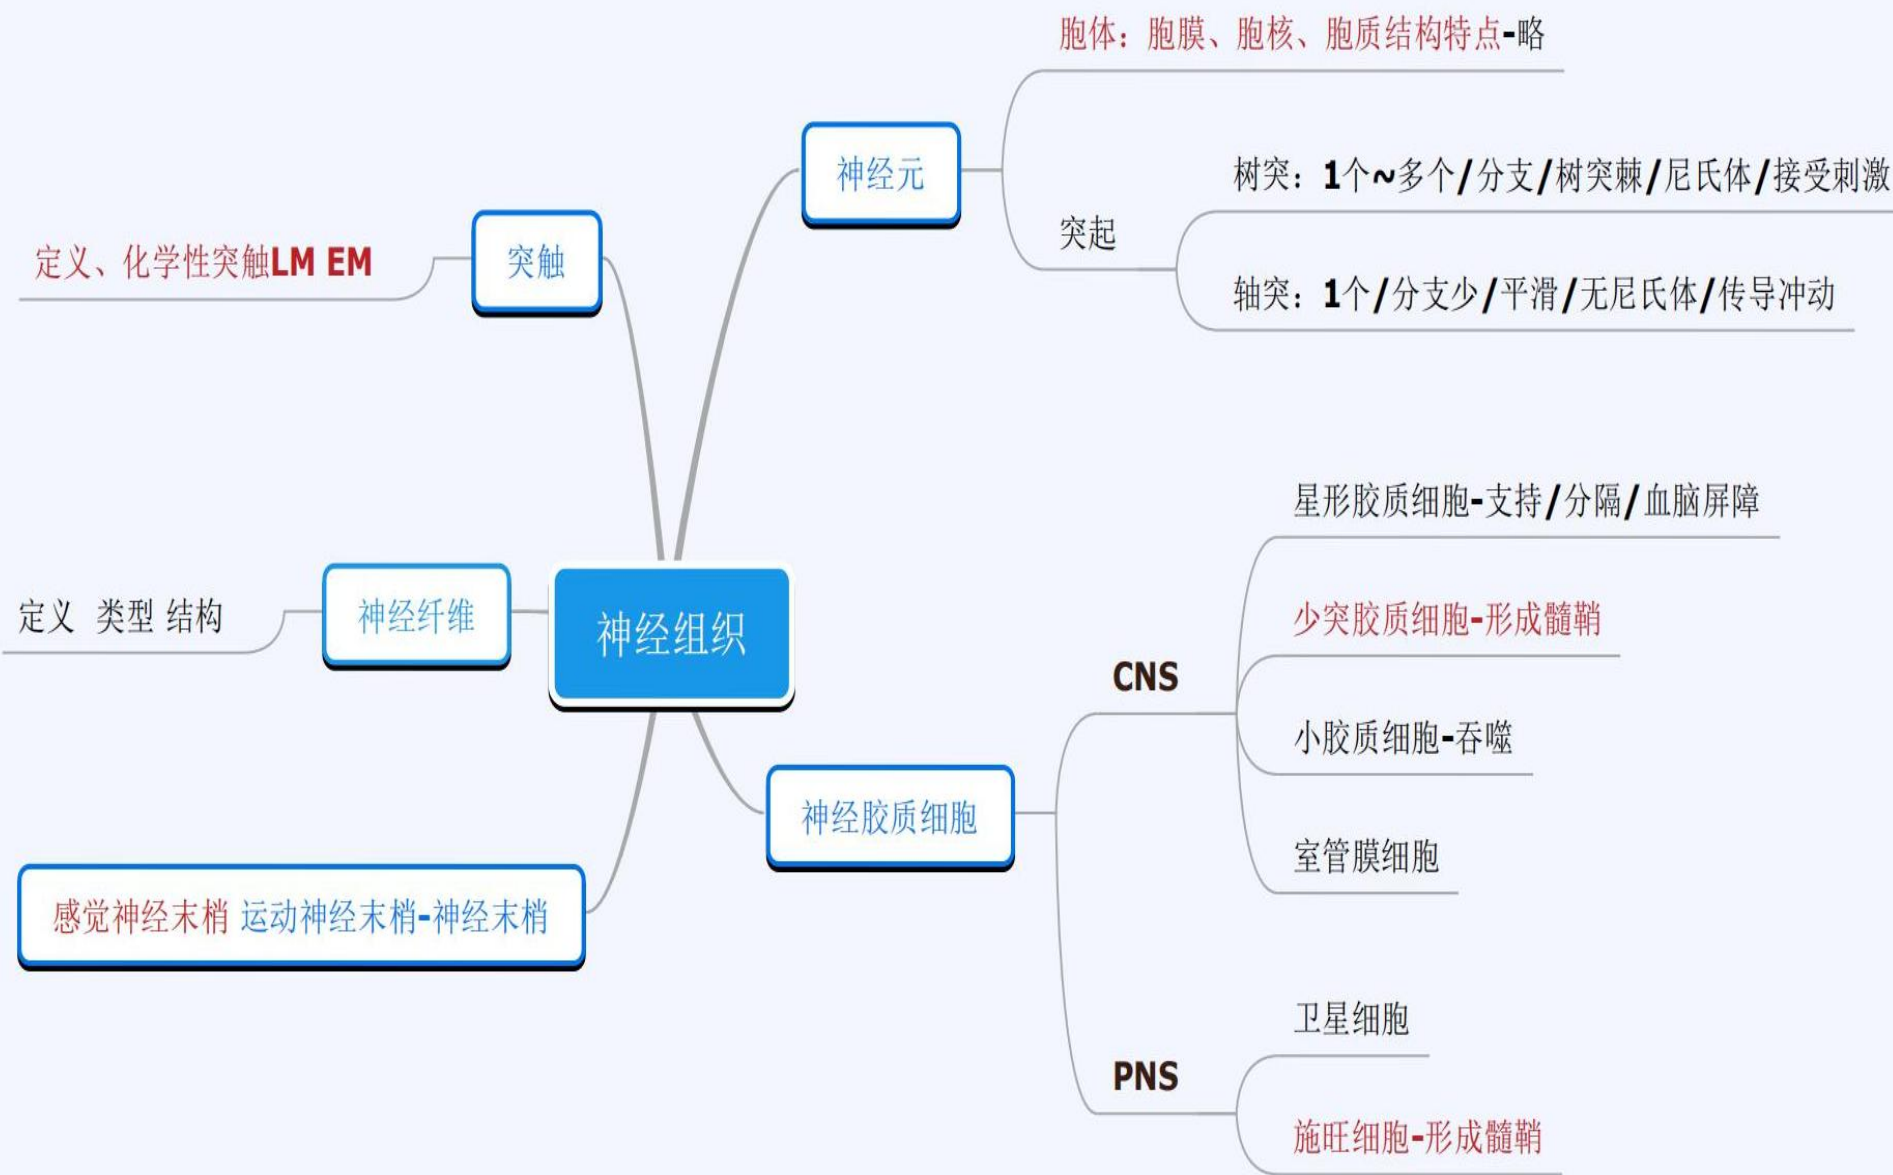 胞体：胞膜、胞核、胞质结构特点-略
神经元
树突：1个~多个/分支/树突棘/尼氏体/接受刺激
突起
轴突：1个/分支少/平滑/无尼氏体/传导冲动
定义、化学性突触LM EM
突触
定义 类型 结构
神经纤维
神经组织
星形胶质细胞-支持/分隔/血脑屏障
少突胶质细胞-形成髓鞘
CNS
小胶质细胞-吞噬
室管膜细胞
神经胶质细胞
感觉神经末梢 运动神经末梢-神经末梢
卫星细胞
PNS
施旺细胞-形成髓鞘